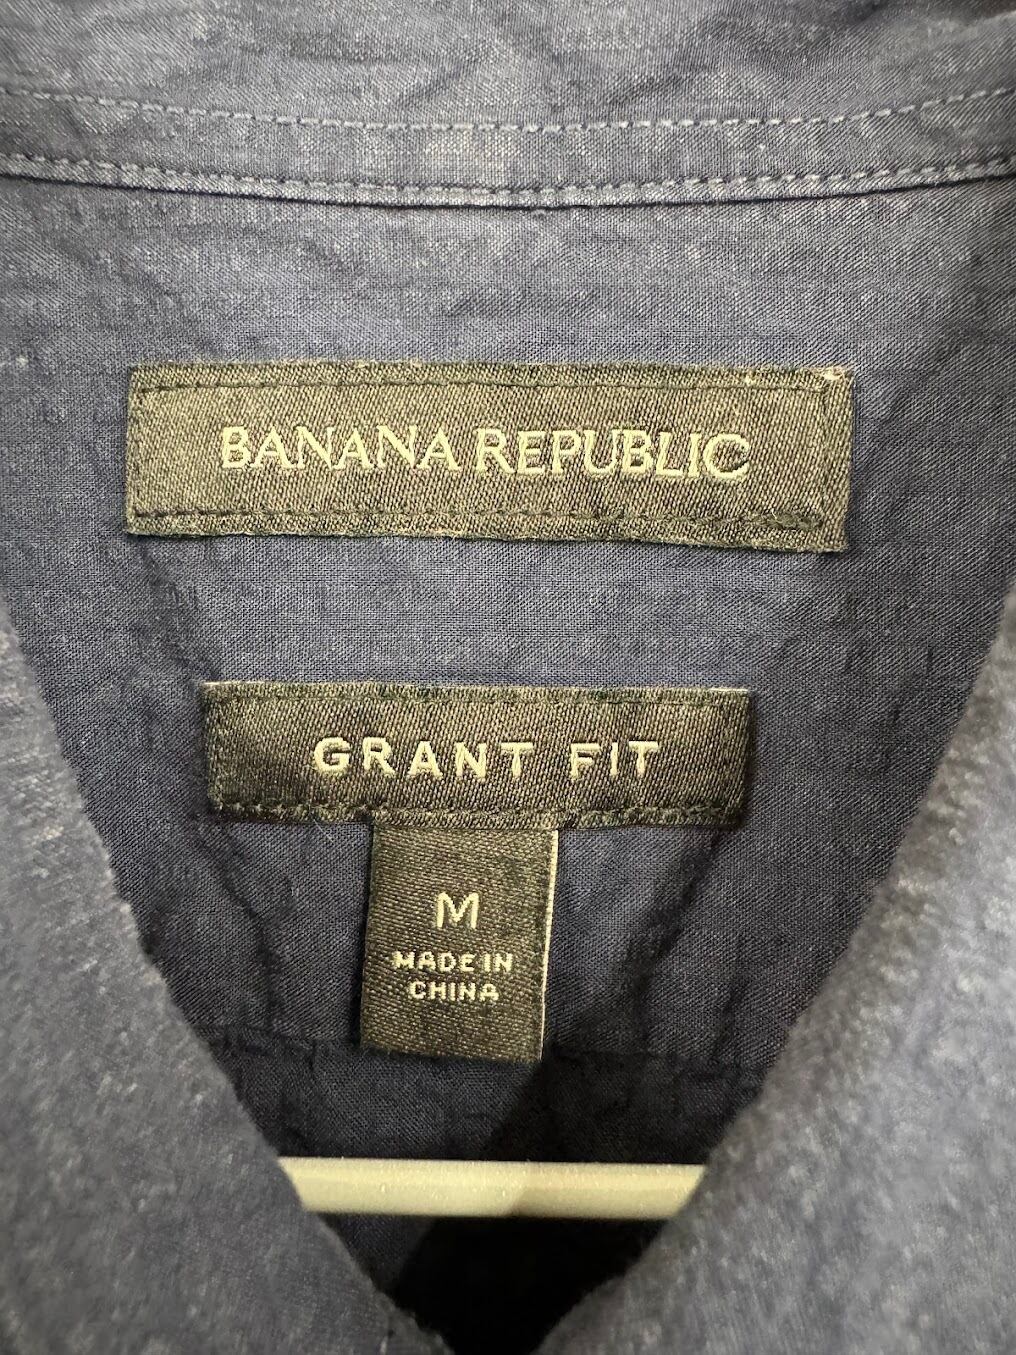 BANANA REPUBLIC
GRANT FIT
M
MADE IN
CHINA